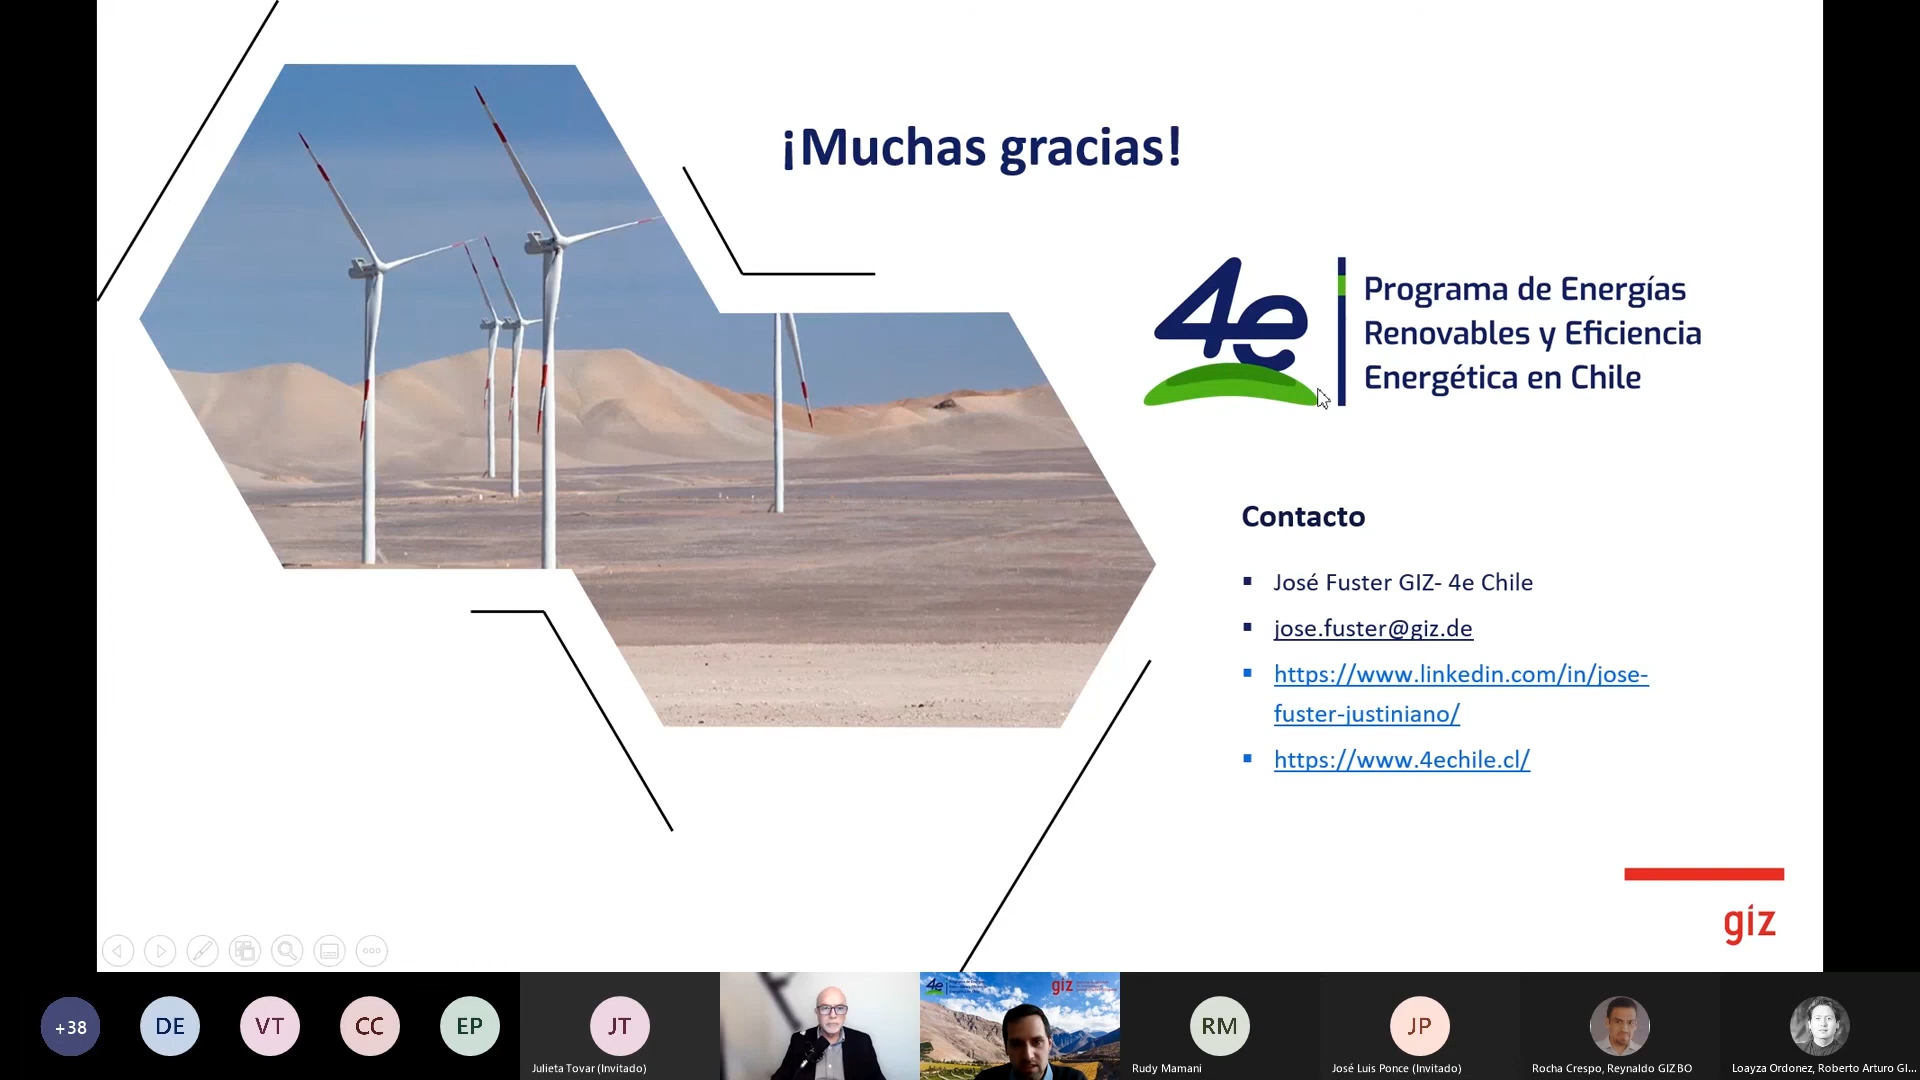 ¡Muchas gracias!
4e
Programa de Energías
Renovables y Eficiencia
Energética en Chile
Contacto
José Fuster GIZ- 4e Chile
jose.fuster@giz.de
https://www.linkedin.com/in/jose-
fuster-justiniano/
https://www.4echile.cl/
giz
+38
DE
VT
CC
EP
JT
Julieta Tovar (Invitado)
4e
giz
RM
Rudy Mamani
JP
José Luis Ponce (Invitado)
Rocha Crespo, Reynaldo GIZ BO
Loayza Ordonez, Roberto Arturo GI...